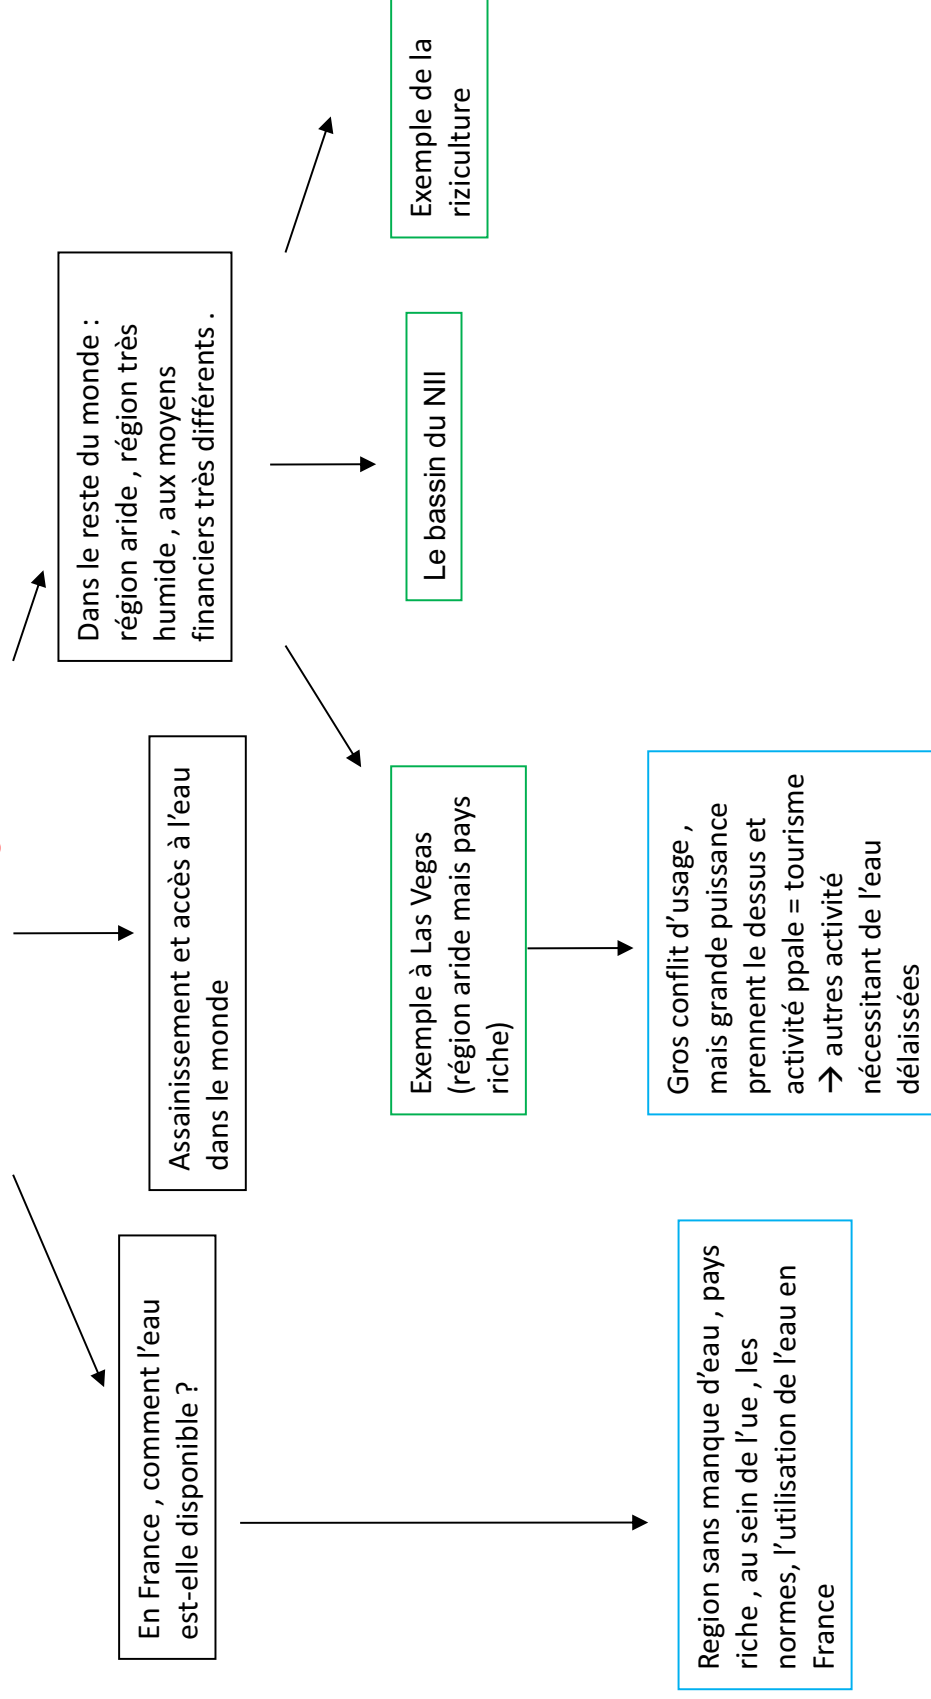 En France , comment l'eau
est-elle disponible ?
Assainissement et accès à l'eau
dans le monde
Dans le reste du monde :
région aride , région très
humide , aux moyens
financiers très différents .
Exemple à Las Vegas
(région aride mais pays
riche)
Le bassin du NIl
Exemple de la
riziculture
Region sans manque d'eau , pays
riche , au sein de l'ue , les
normes, l'utilisation de l'eau en
France
Gros conflit d'usage ,
mais grande puissance
prennent le dessus et
activité ppale = tourisme
→ autres activité
nécessitant de l'eau
délaissées